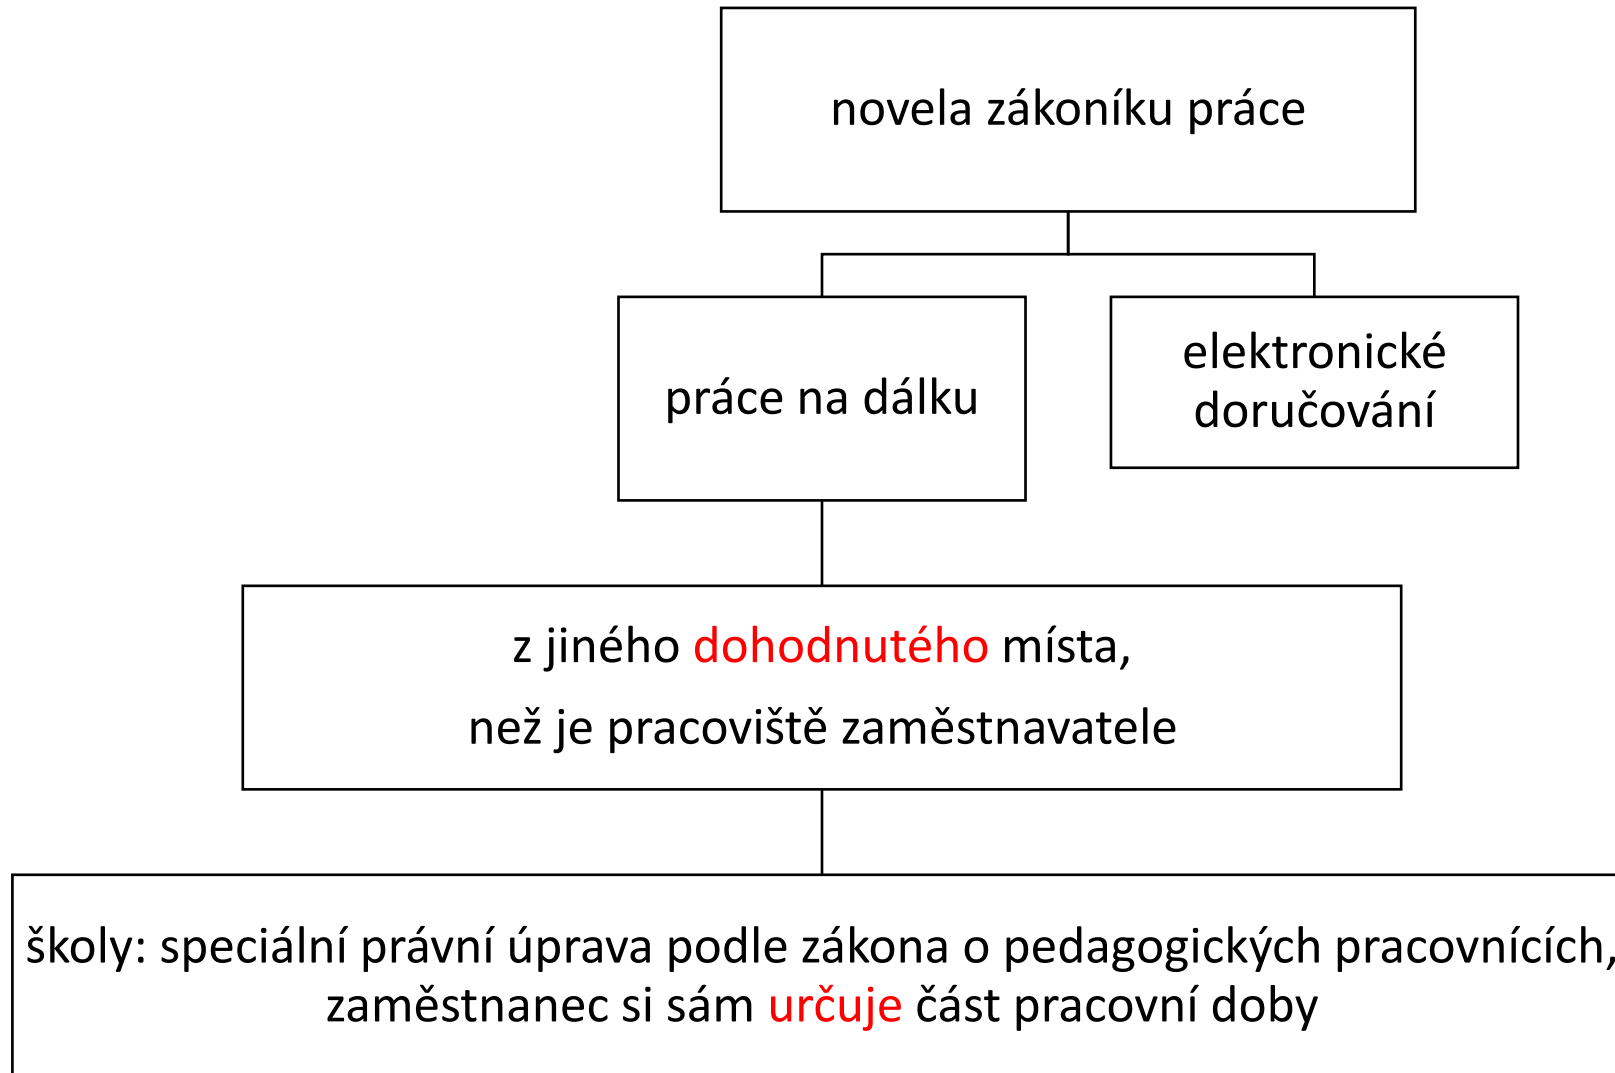 novela zákoníku práce
práce na dálku
elektronické
doručování
z jiného dohodnutého místa,
než je pracoviště zaměstnavatele
školy: speciální právní úprava podle zákona o pedagogických pracovnících,
zaměstnanec si sám určuje část pracovní doby